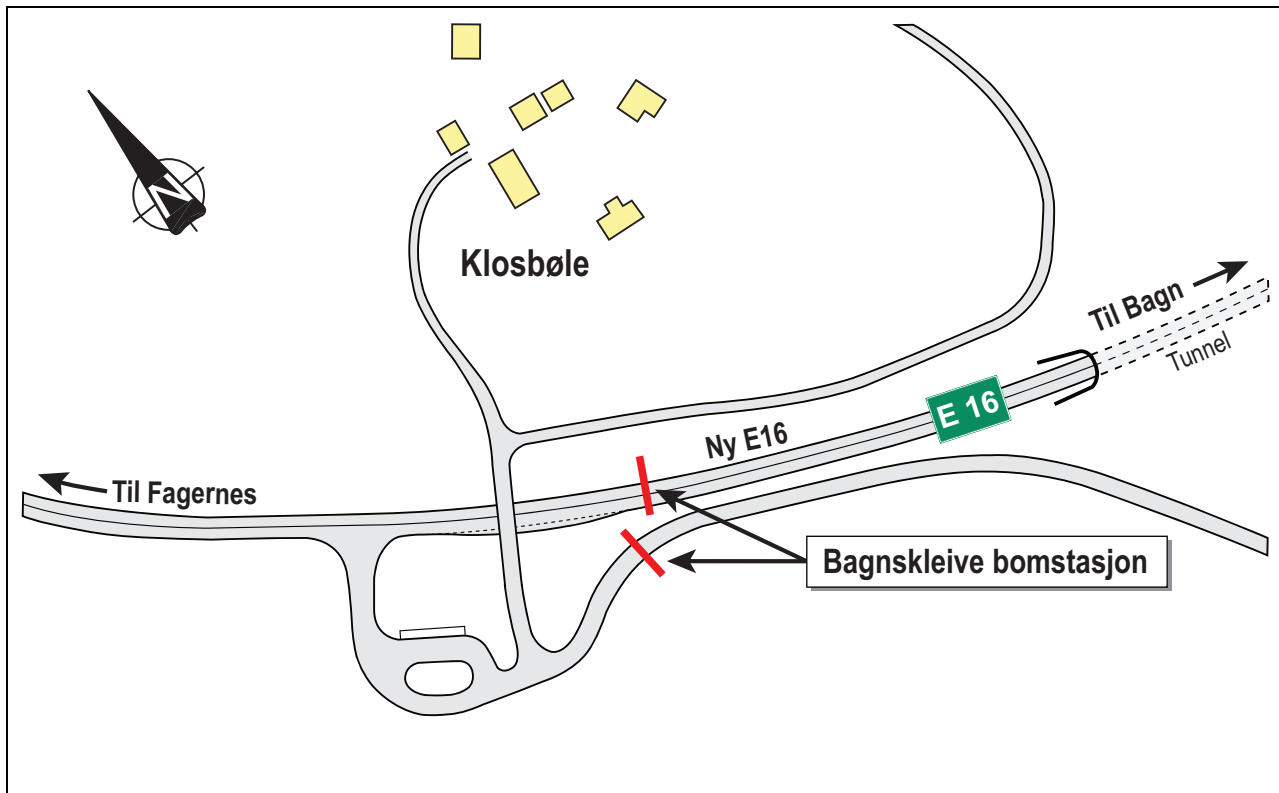 N
Klosbøle
Til Bagn
Tunnel
E 16
Ny E16
Til Fagernes
Bagnskleive bomstasjon